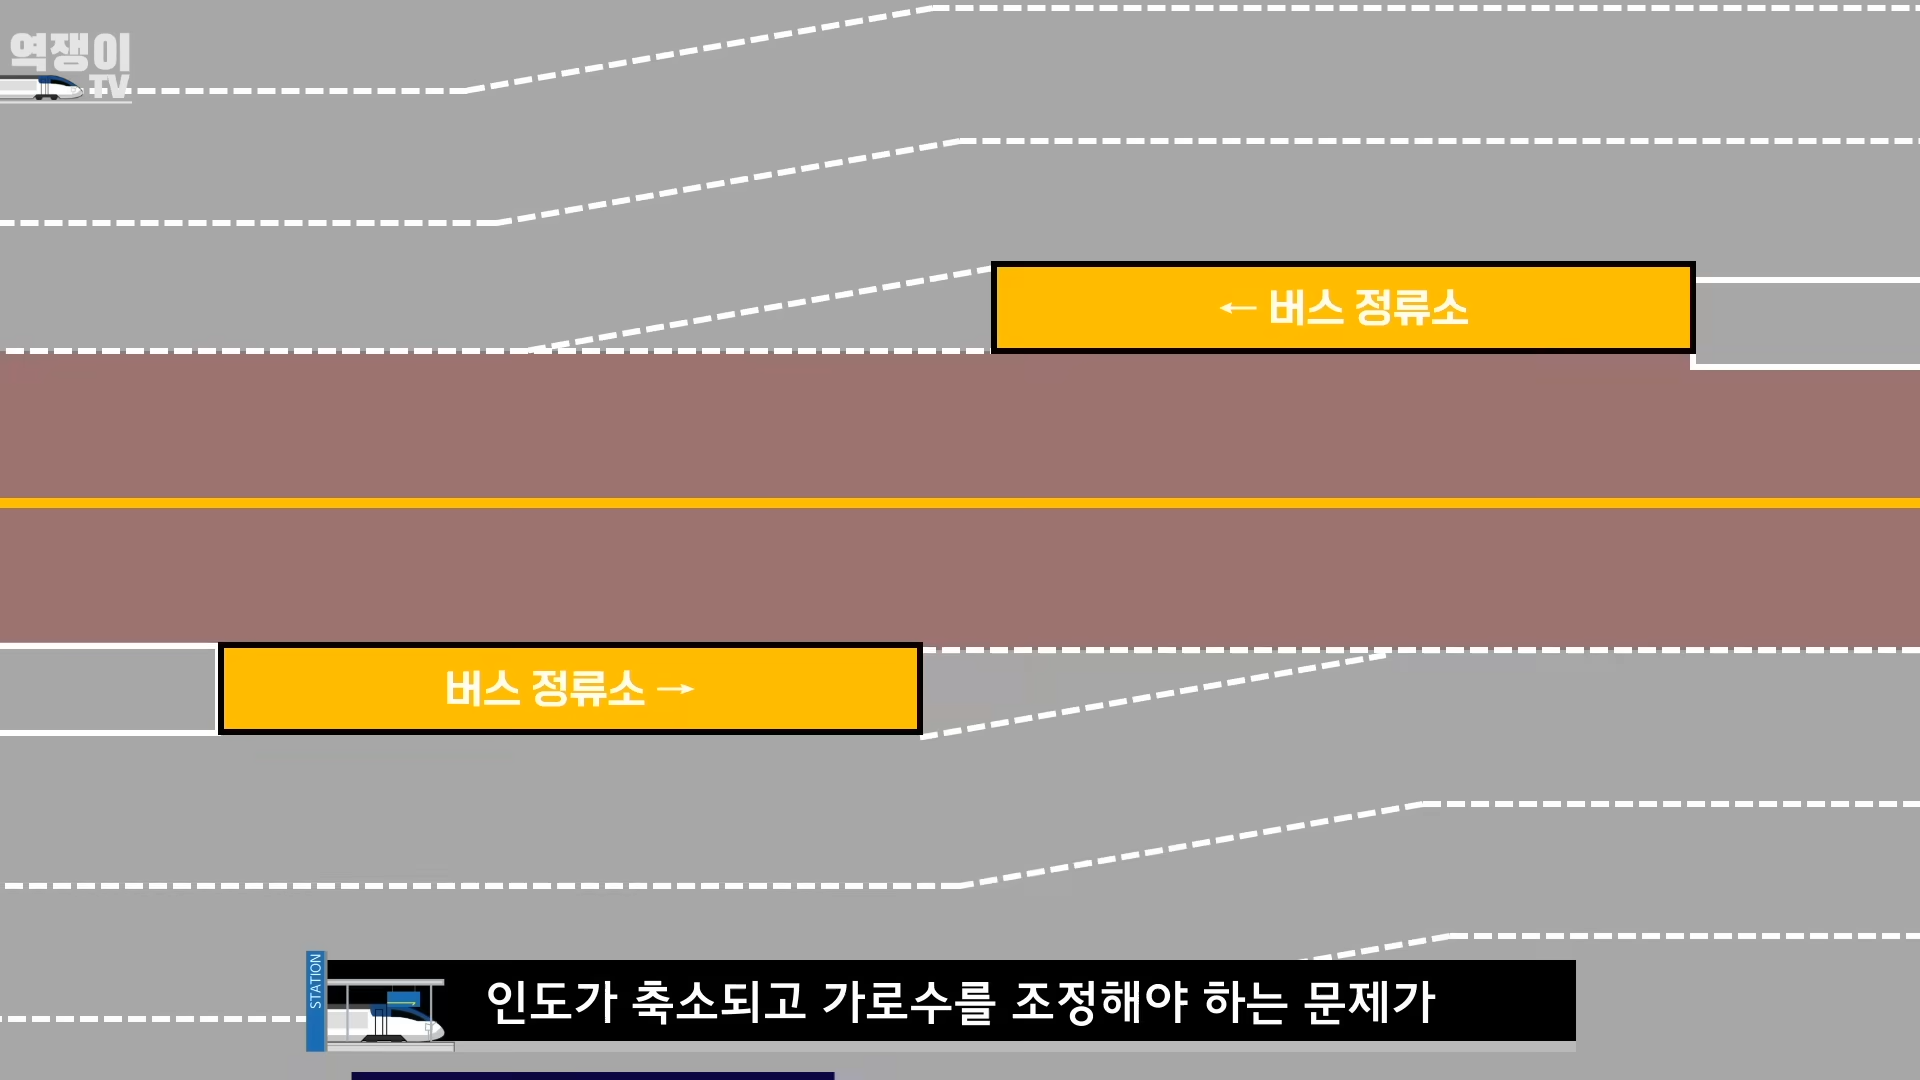 역쟁이
TV
← 버스 정류소
버스 정류소 →
STATION
인도가 축소되고 가로수를 조정해야 하는 문제가